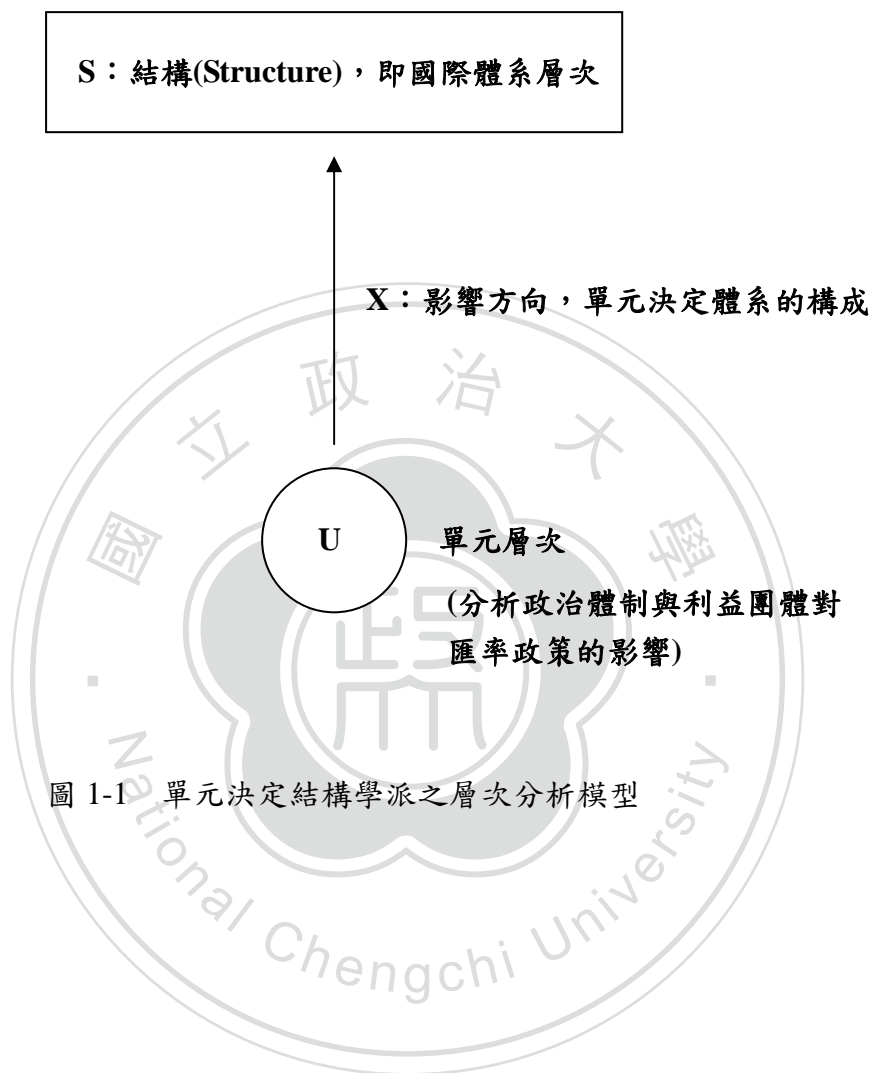 S：結構(Structure)，即國際體系層次
X：影響方向，單元決定體系的構成
U
單元層次
(分析政治體制與利益團體對
匯率政策的影響)
圖 1-1 單元決定結構學派之層次分析模型
國立政治大學
National Chengchi University